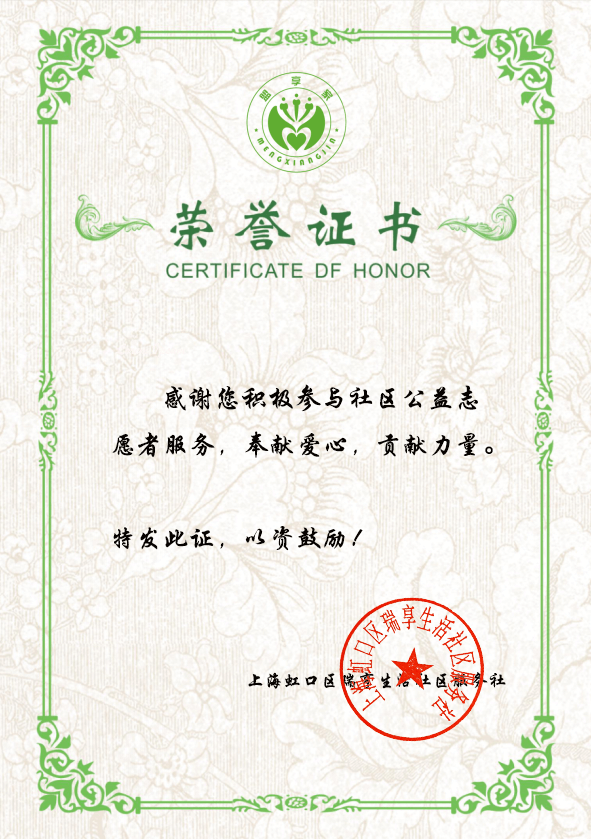 盟享家
MENGXIANGJIA
荣誉证书
CERTIFICATE DF HONOR
感谢您积极参与社区公益志
愿者服务，奉献爱心，贡献力量。
特发此证，以资鼓励！
上海虹口区瑞享生活社区服务社
上海虹口区瑞享生活社区服务社